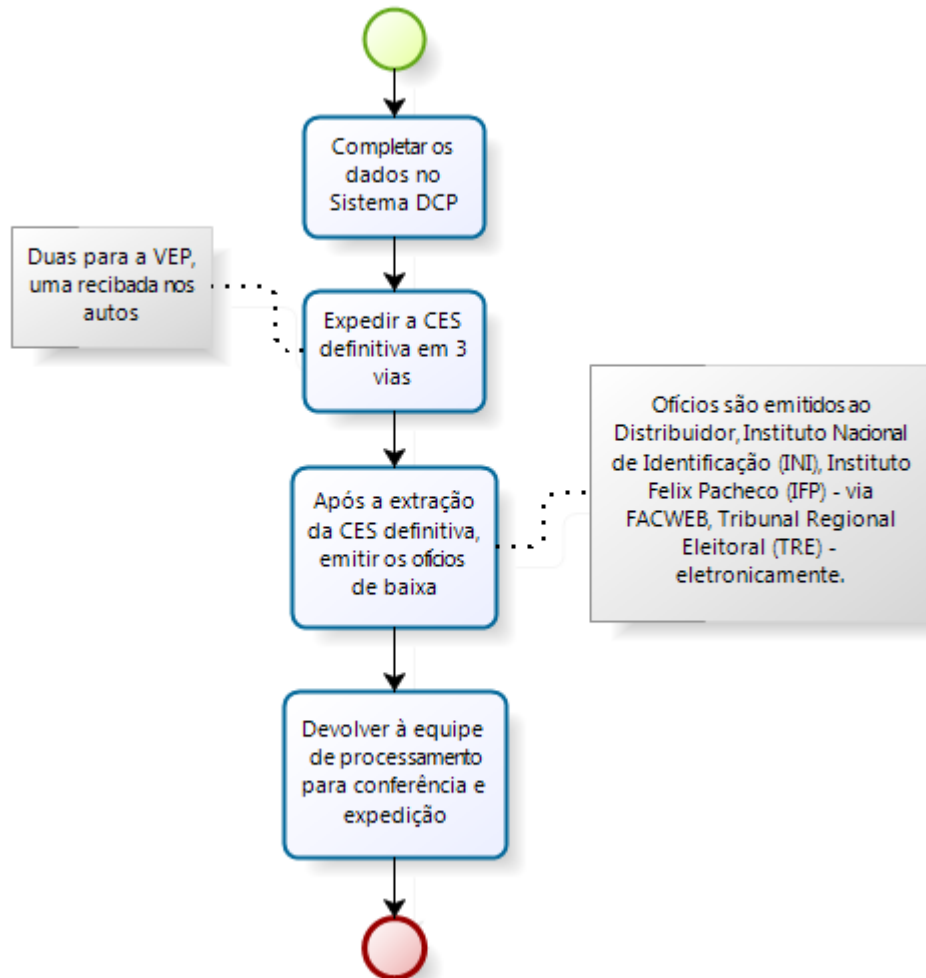 Completar os
dados no
Sistema DCP
Duas para a VEP,
uma recibada nos
autos
Expedir a CES
definitiva em 3
vias
Ofícios são emitidos ao
Distribuidor, Instituto Nacional
de Identificação (INI), Instituto
Felix Pacheco (IFP) - via
FACWEB, Tribunal Regional
Eleitoral (TRE) -
eletronicamente.
Após a extração
da CES definitiva,
emitir os ofícios
de baixa
Devolver à equipe
de processamento
para conferência e
expedição